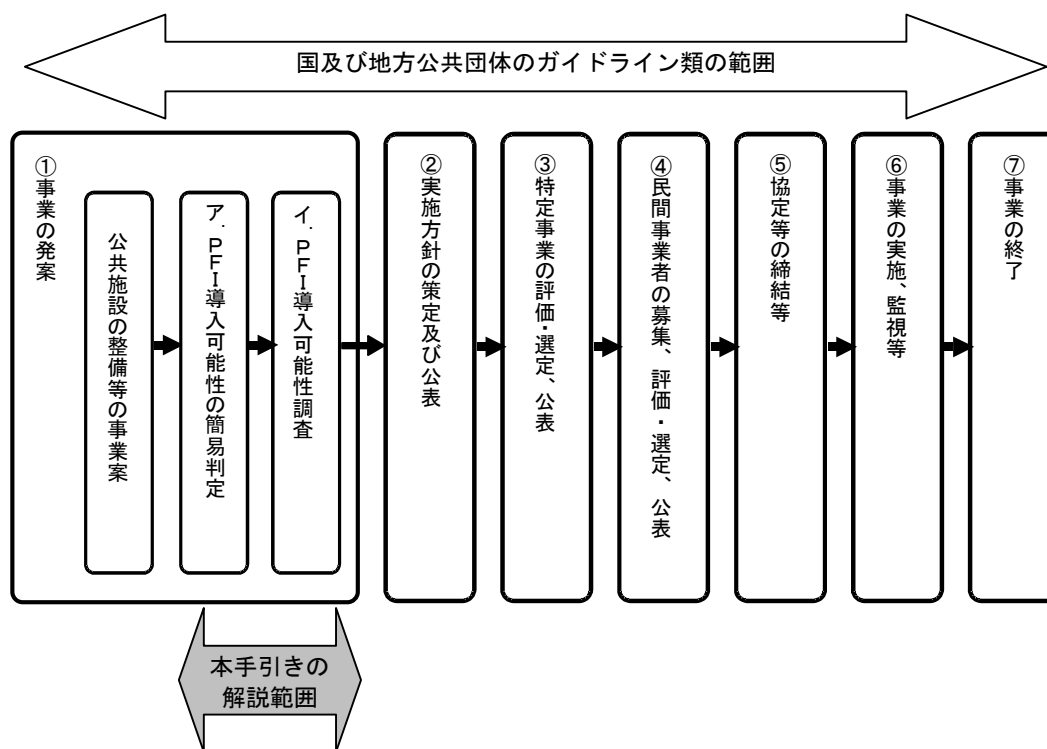 国及び地方公共団体のガイドライン類の範囲
①事業の発案
公共施設の整備等の事業案
ア．ＰＦＩ導入可能性の簡易判定
イ．ＰＦＩ導入可能性調査
②実施方針の策定及び公表
③特定事業の評価・選定、公表
④民間事業者の募集、評価・選定、公表
⑤協定等の締結等
⑥事業の実施、監視等
⑦事業の終了
本手引きの
解説範囲